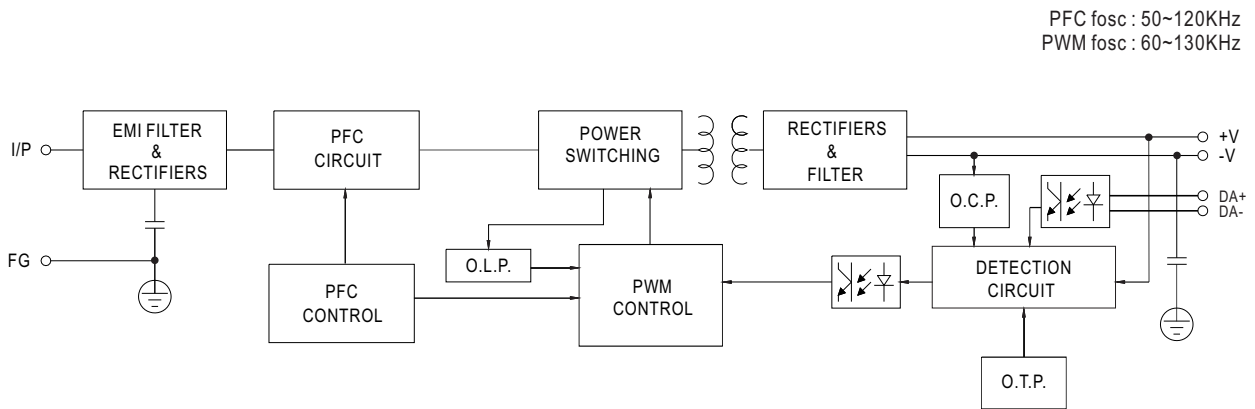 PFC fosc : 50~120KHz
PWM fosc : 60~130KHz
I/P
EMI FILTER
&
RECTIFIERS
PFC
CIRCUIT
POWER
SWITCHING
RECTIFIERS
&
FILTER
+V
-V
DA+
DA-
O.C.P.
FG
O.L.P.
PFC
CONTROL
PWM
CONTROL
DETECTION
CIRCUIT
O.T.P.